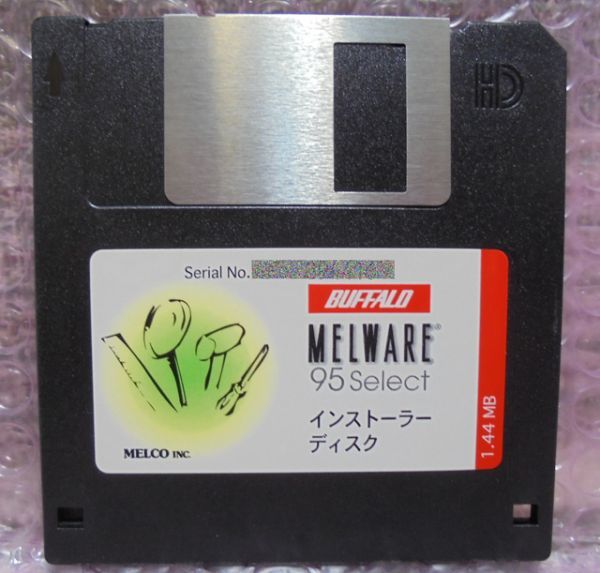 HD
Serial No.
BUFFALO
MELWARE®
95 Select
インストーラー
ディスク
MELCO INC.
1.44 MB